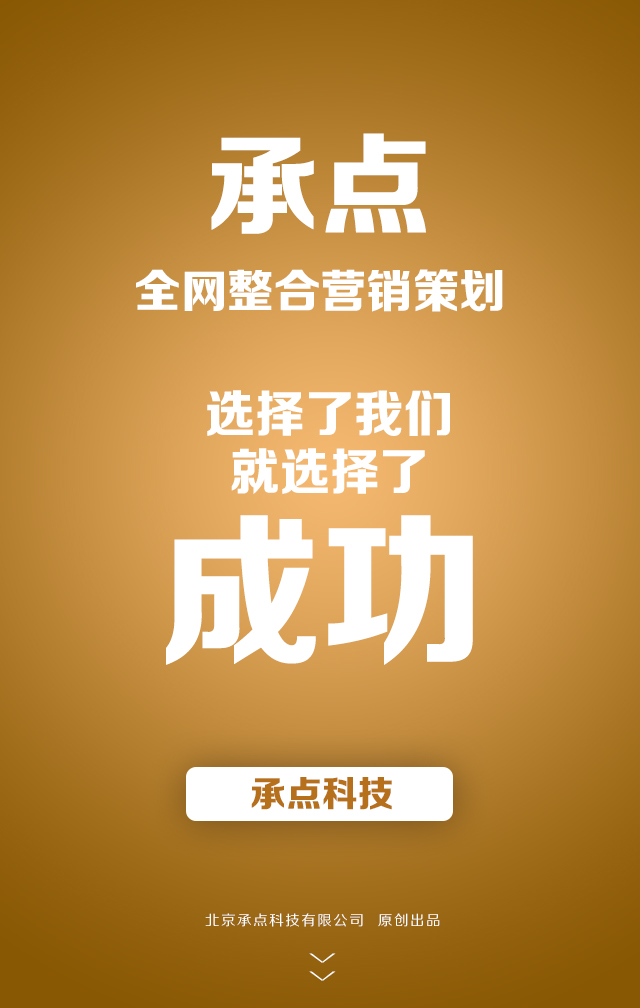 承点
全网整合营销策划
选择了我们
就选择了
成功
承点科技
北京承点科技有限公司 原创出品